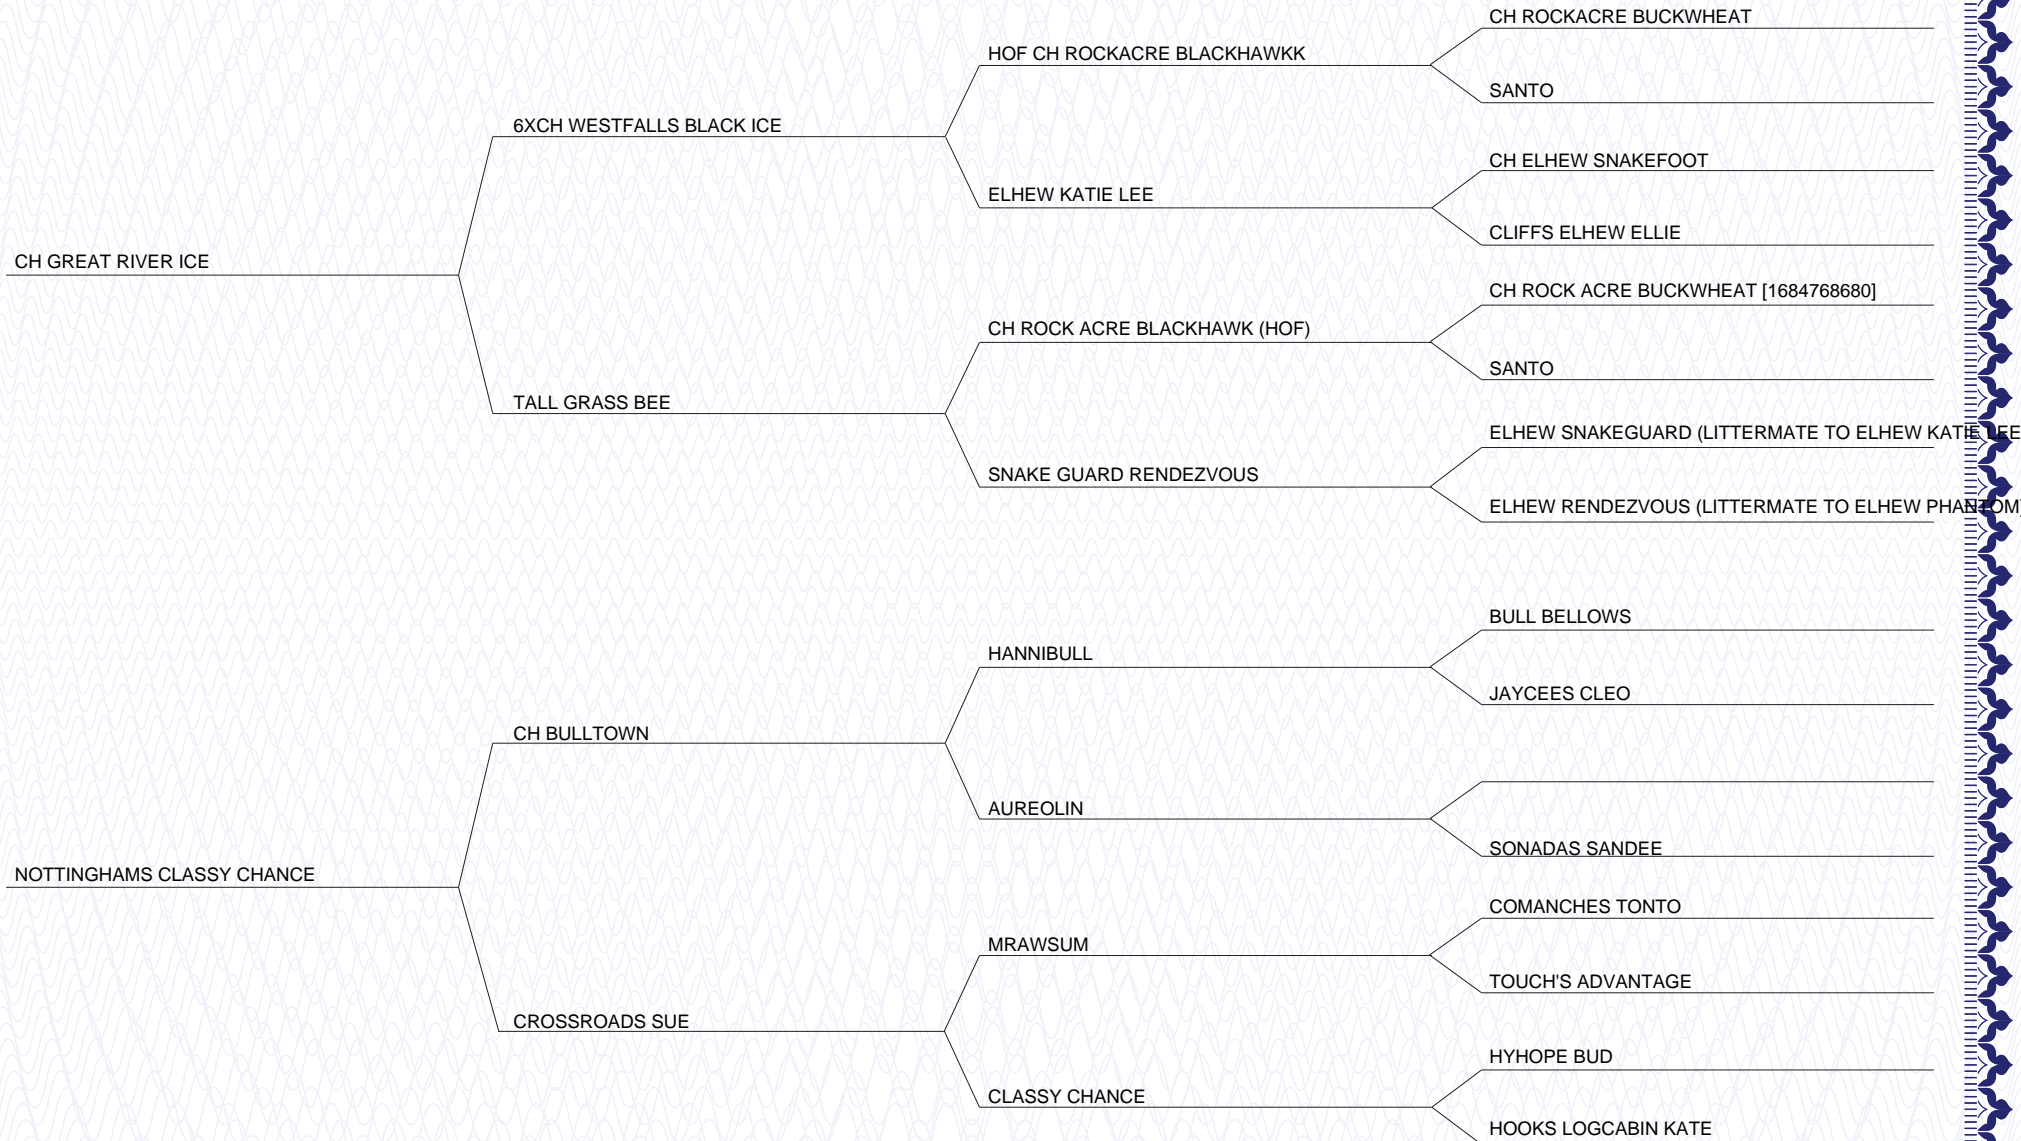 CH ROCKACRE BUCKWHEAT
HOF CH ROCKACRE BLACKHAWKK
SANTO
6XCH WESTFALLS BLACK ICE
CH ELHEW SNAKEFOOT
ELHEW KATIE LEE
CLIFFS ELHEW ELLIE
CH GREAT RIVER ICE
CH ROCK ACRE BUCKWHEAT [1684768680]
CH ROCK ACRE BLACKHAWK (HOF)
SANTO
TALL GRASS BEE
ELHEW SNAKEGUARD (LITTERMATE TO ELHEW KATIE LEE
SNAKE GUARD RENDEZVOUS
ELHEW RENDEZVOUS (LITTERMATE TO ELHEW PHANTOM)
BULL BELLOWS
HANNIBULL
JAYCEES CLEO
CH BULLTOWN
AUREOLIN
SONADAS SANDEE
NOTTINGHAMS CLASSY CHANCE
COMANCHES TONTO
MRAWSUM
TOUCH'S ADVANTAGE
CROSSROADS SUE
HYHOPE BUD
CLASSY CHANCE
HOOKS LOGCABIN KATE